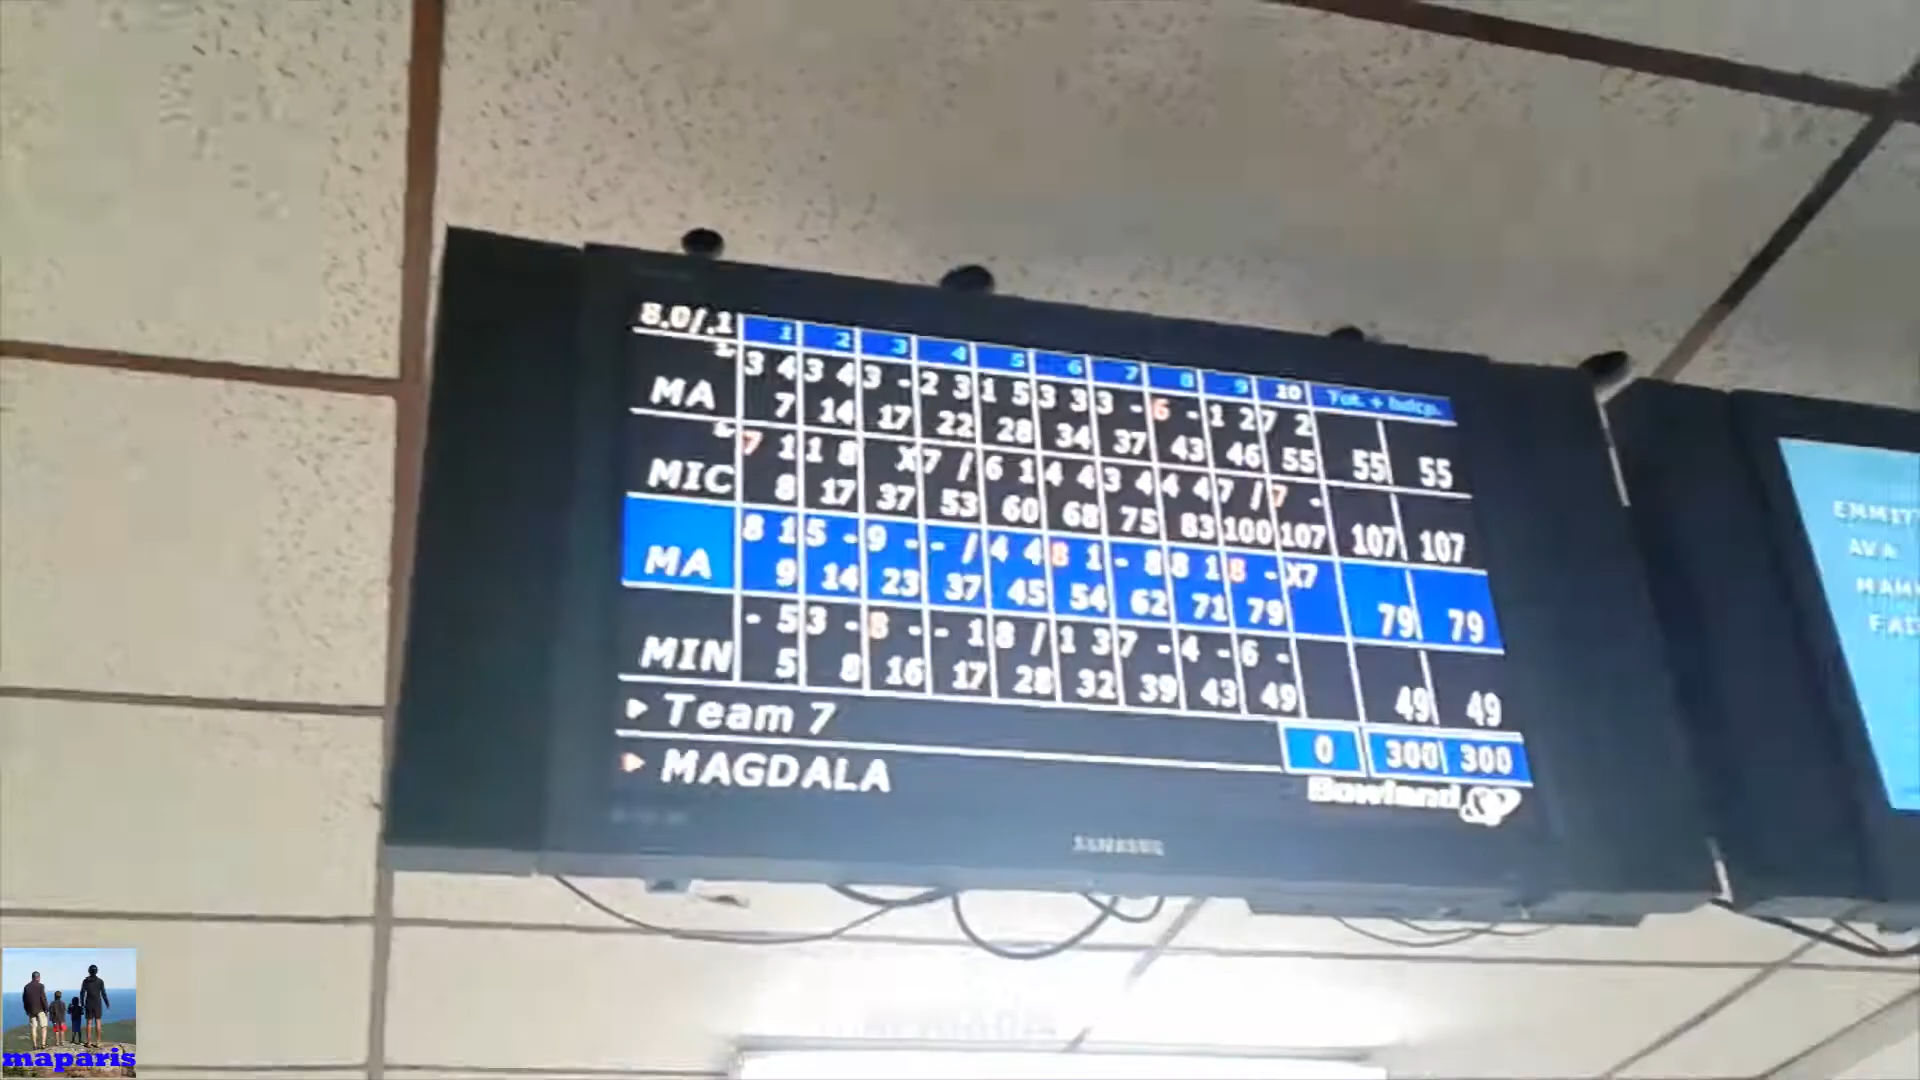 8.0/.1 1 2 3 4 5 6 7 8 9 10 Tot. + hdcp.
3 4 3 4 3 - 2 3 1 5 3 3 3 - 6 - 1 2 7 2
MA 7 14 17 22 28 34 37 43 46 55 55 55
7 1 1 8 X 7 / 6 1 4 4 3 4 4 4 7 / 7 -
MIC 8 17 37 53 60 68 75 83 100 107 107 107
8 1 5 - 9 - - / 4 4 8 1 - 8 8 1 8 - X7
MA 9 14 23 37 45 54 62 71 79 79 79
- 5 3 - 8 - - 1 8 / 1 3 7 - 4 - 6 -
MIN 5 8 16 17 28 32 39 43 49 49 49
Team 7
0 300 300
MAGDALA
Bowland
SAMSUNG
EMMITT
AVA
maparis